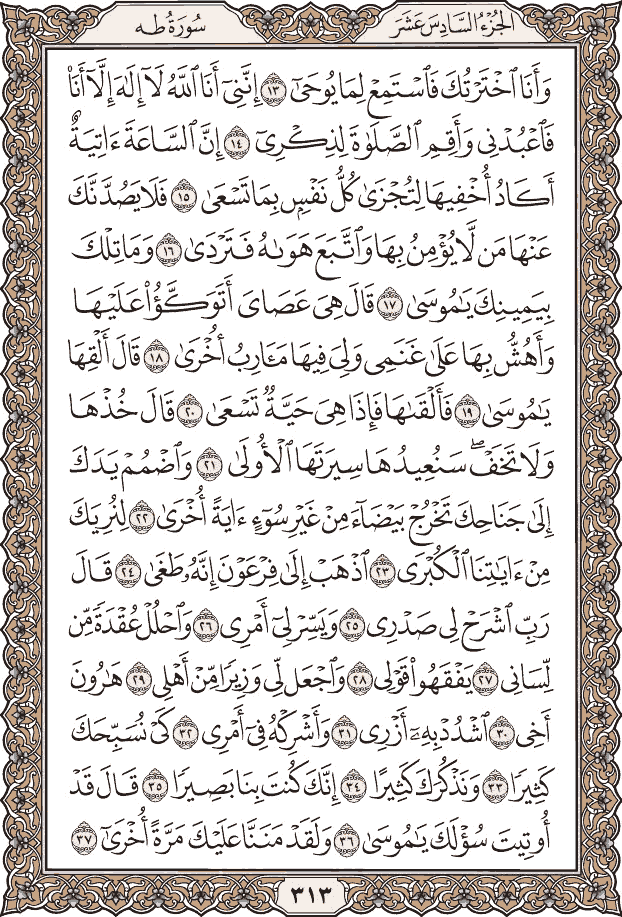 الجُزْءُ السَّادِسَ عَشَرَ
سُورَةُ طه
وَأَنَا ٱخْتَرْتُكَ فَٱسْتَمِعْ لِمَا يُوحَىٰٓ ١٣ إِنَّنِىٓ أَنَا ٱللَّهُ لَآ إِلَٰهَ إِلَّآ أَنَا۠
فَٱعْبُدْنِى وَأَقِمِ ٱلصَّلَوٰةَ لِذِكْرِىٓ ١٤ إِنَّ ٱلسَّاعَةَ ءَاتِيَةٌ
أَكَادُ أُخْفِيهَا لِتُجْزَىٰ كُلُّ نَفْسٍۭ بِمَا تَسْعَىٰ ١٥ فَلَا يَصُدَّنَّكَ
عَنْهَا مَن لَّا يُؤْمِنُ بِهَا وَٱتَّبَعَ هَوَىٰهُ فَتَرْدَىٰ ١٦ وَمَا تِلْكَ
بِيَمِينِكَ يَٰمُوسَىٰ ١٧ قَالَ هِىَ عَصَاىَ أَتَوَكَّؤُا۟ عَلَيْهَا
وَأَهُشُّ بِهَا عَلَىٰ غَنَمِى وَلِىَ فِيهَا مَـَٔارِبُ أُخْرَىٰ ١٨ قَالَ أَلْقِهَا
يَٰمُوسَىٰ ١٩ فَأَلْقَىٰهَا فَإِذَا هِىَ حَيَّةٌ تَسْعَىٰ ٢٠ قَالَ خُذْهَا
وَلَا تَخَفْ ۖ سَنُعِيدُهَا سِيرَتَهَا ٱلْأُولَىٰ ٢١ وَٱضْمُمْ يَدَكَ
إِلَىٰ جَنَاحِكَ تَخْرُجْ بَيْضَآءَ مِنْ غَيْرِ سُوٓءٍ ءَايَةً أُخْرَىٰ ٢٢ لِنُرِيَكَ
مِنْ ءَايَٰتِنَا ٱلْكُبْرَى ٢٣ ٱذْهَبْ إِلَىٰ فِرْعَوْنَ إِنَّهُۥ طَغَىٰ ٢٤ قَالَ
رَبِّ ٱشْرَحْ لِى صَدْرِى ٢٥ وَيَسِّرْ لِىٓ أَمْرِى ٢٦ وَٱحْلُلْ عُقْدَةً مِّن
لِّسَانِى ٢٧ يَفْقَهُوا۟ قَوْلِى ٢٨ وَٱجْعَل لِّى وَزِيرًا مِّنْ أَهْلِى ٢٩ هَٰرُونَ
أَخِى ٣٠ ٱشْدُدْ بِهِۦٓ أَزْرِى ٣١ وَأَشْرِكْهُ فِىٓ أَمْرِى ٣٢ كَىْ نُسَبِّحَكَ
كَثِيرًا ٣٣ وَنَذْكُرَكَ كَثِيرًا ٣٤ إِنَّكَ كُنتَ بِنَا بَصِيرًا ٣٥ قَالَ قَدْ
أُوتِيتَ سُؤْلَكَ يَٰمُوسَىٰ ٣٦ وَلَقَدْ مَنَنَّا عَلَيْكَ مَرَّةً أُخْرَىٰٓ ٣٧
٣١٣